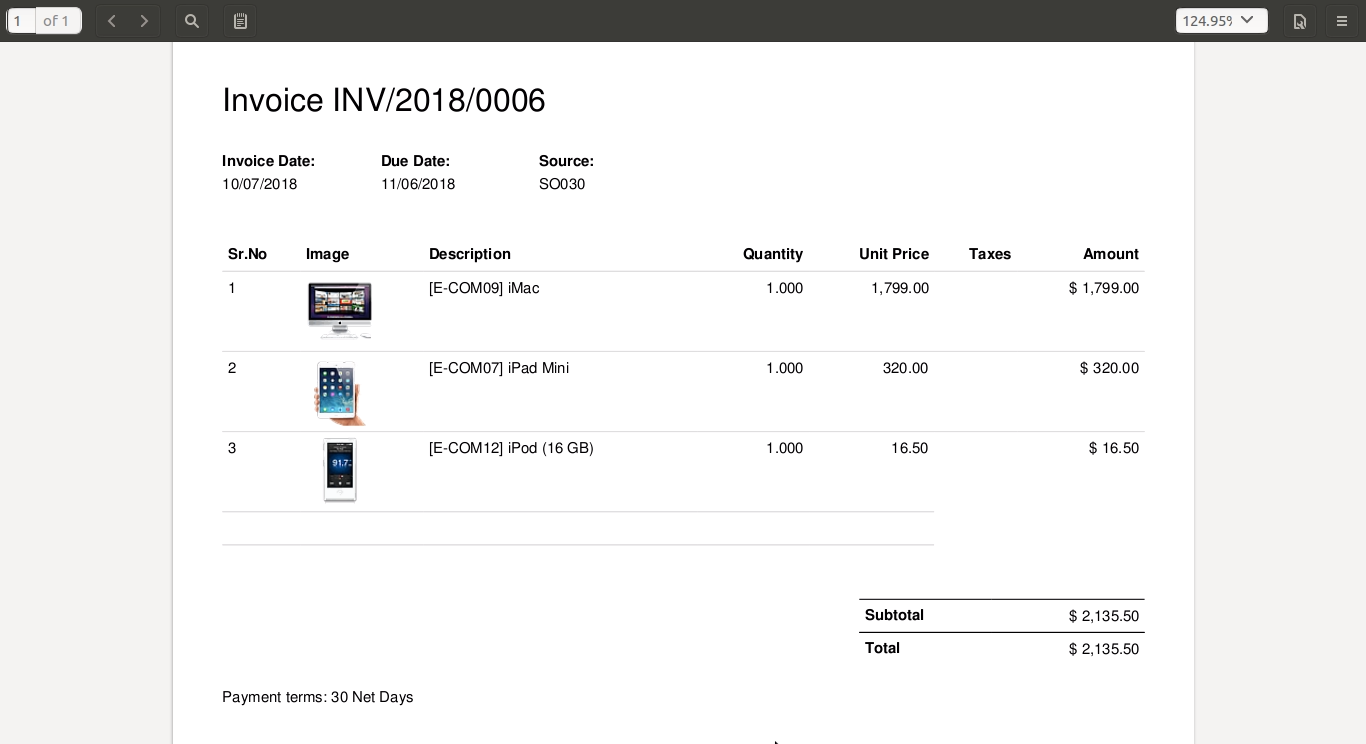 1 of 1 124.95%
Invoice INV/2018/0006
Invoice Date: Due Date: Source:
10/07/2018 11/06/2018 SO030
Sr.No Image Description Quantity Unit Price Taxes Amount
1 [E-COM09] iMac 1.000 1,799.00 $ 1,799.00
2 [E-COM07] iPad Mini 1.000 320.00 $ 320.00
3 [E-COM12] iPod (16 GB) 1.000 16.50 $ 16.50
91.7
Subtotal $ 2,135.50
Total $ 2,135.50
Payment terms: 30 Net Days